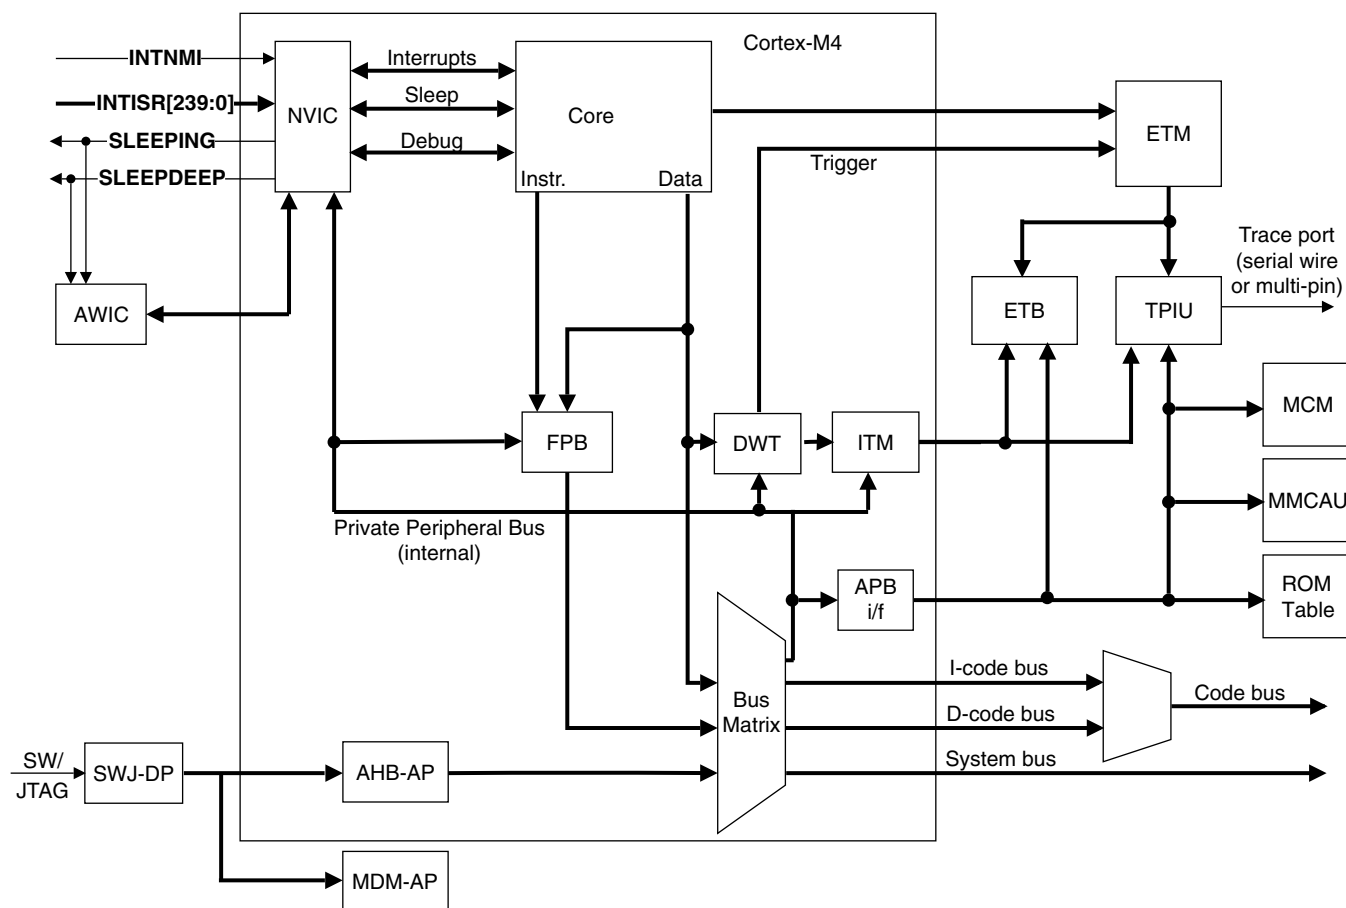 Cortex-M4
INTNMI
INTISR[239:0]
SLEEPING
SLEEPDEEP
NVIC
Interrupts
Sleep
Debug
Core
Instr.
Data
ETM
Trigger
Trace port
(serial wire
or multi-pin)
AWIC
ETB
TPIU
MCM
FPB
DWT
ITM
MMCAU
Private Peripheral Bus
(internal)
APB
i/f
ROM
Table
I-code bus
Bus
Matrix
D-code bus
Code bus
System bus
SW/
JTAG
SWJ-DP
AHB-AP
MDM-AP